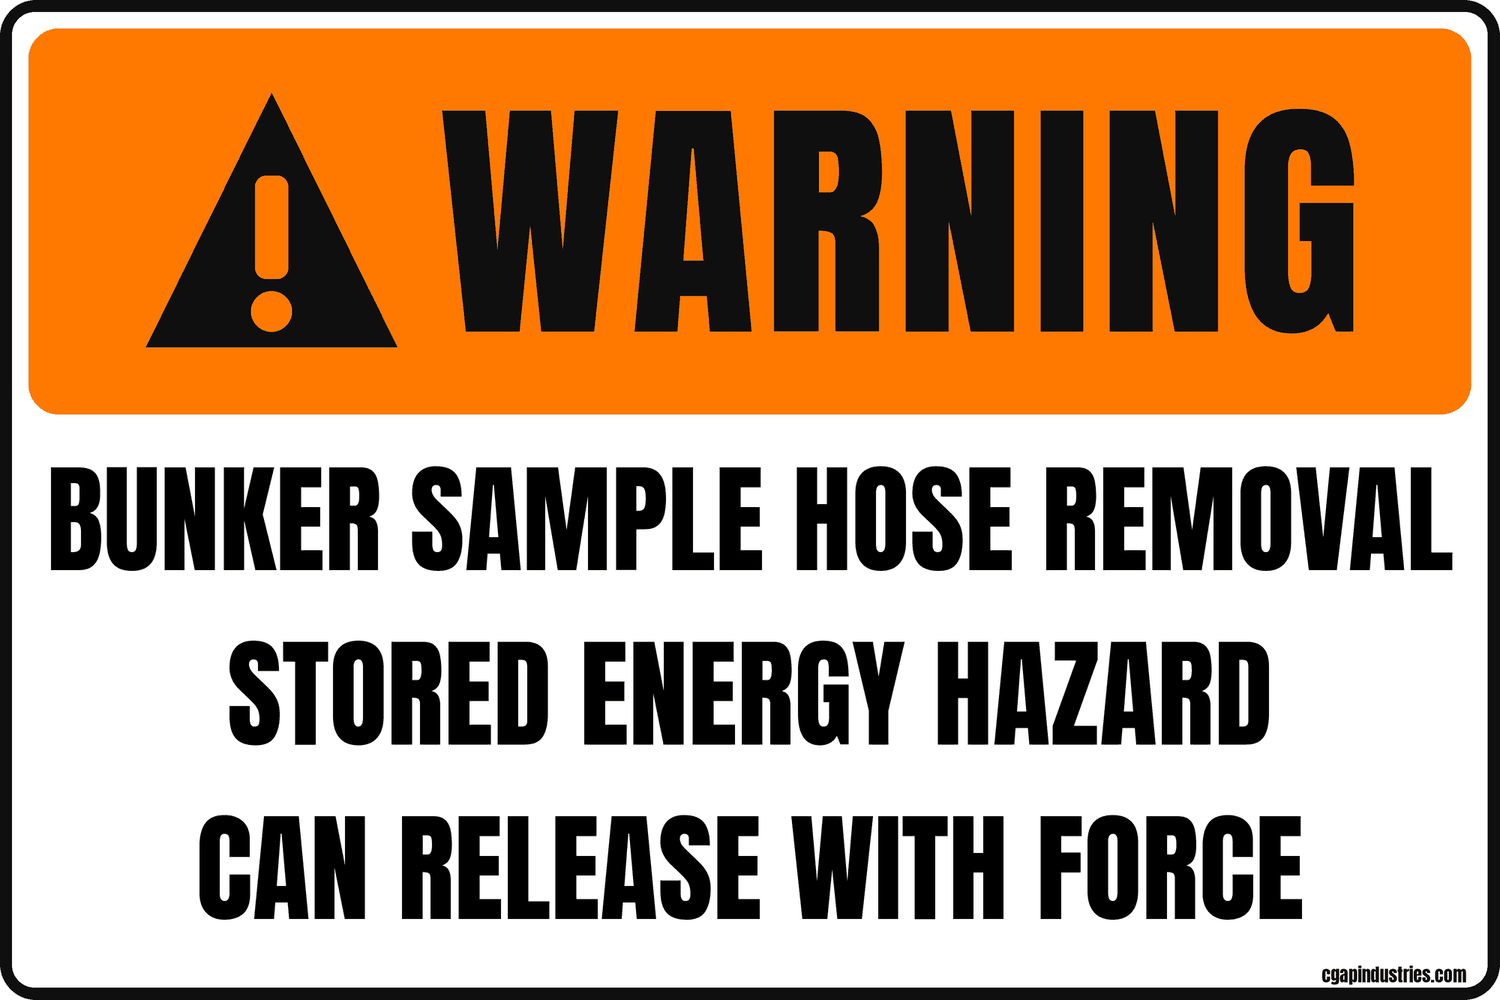 WARNING
BUNKER SAMPLE HOSE REMOVAL
STORED ENERGY HAZARD
CAN RELEASE WITH FORCE
cgapindustries.com